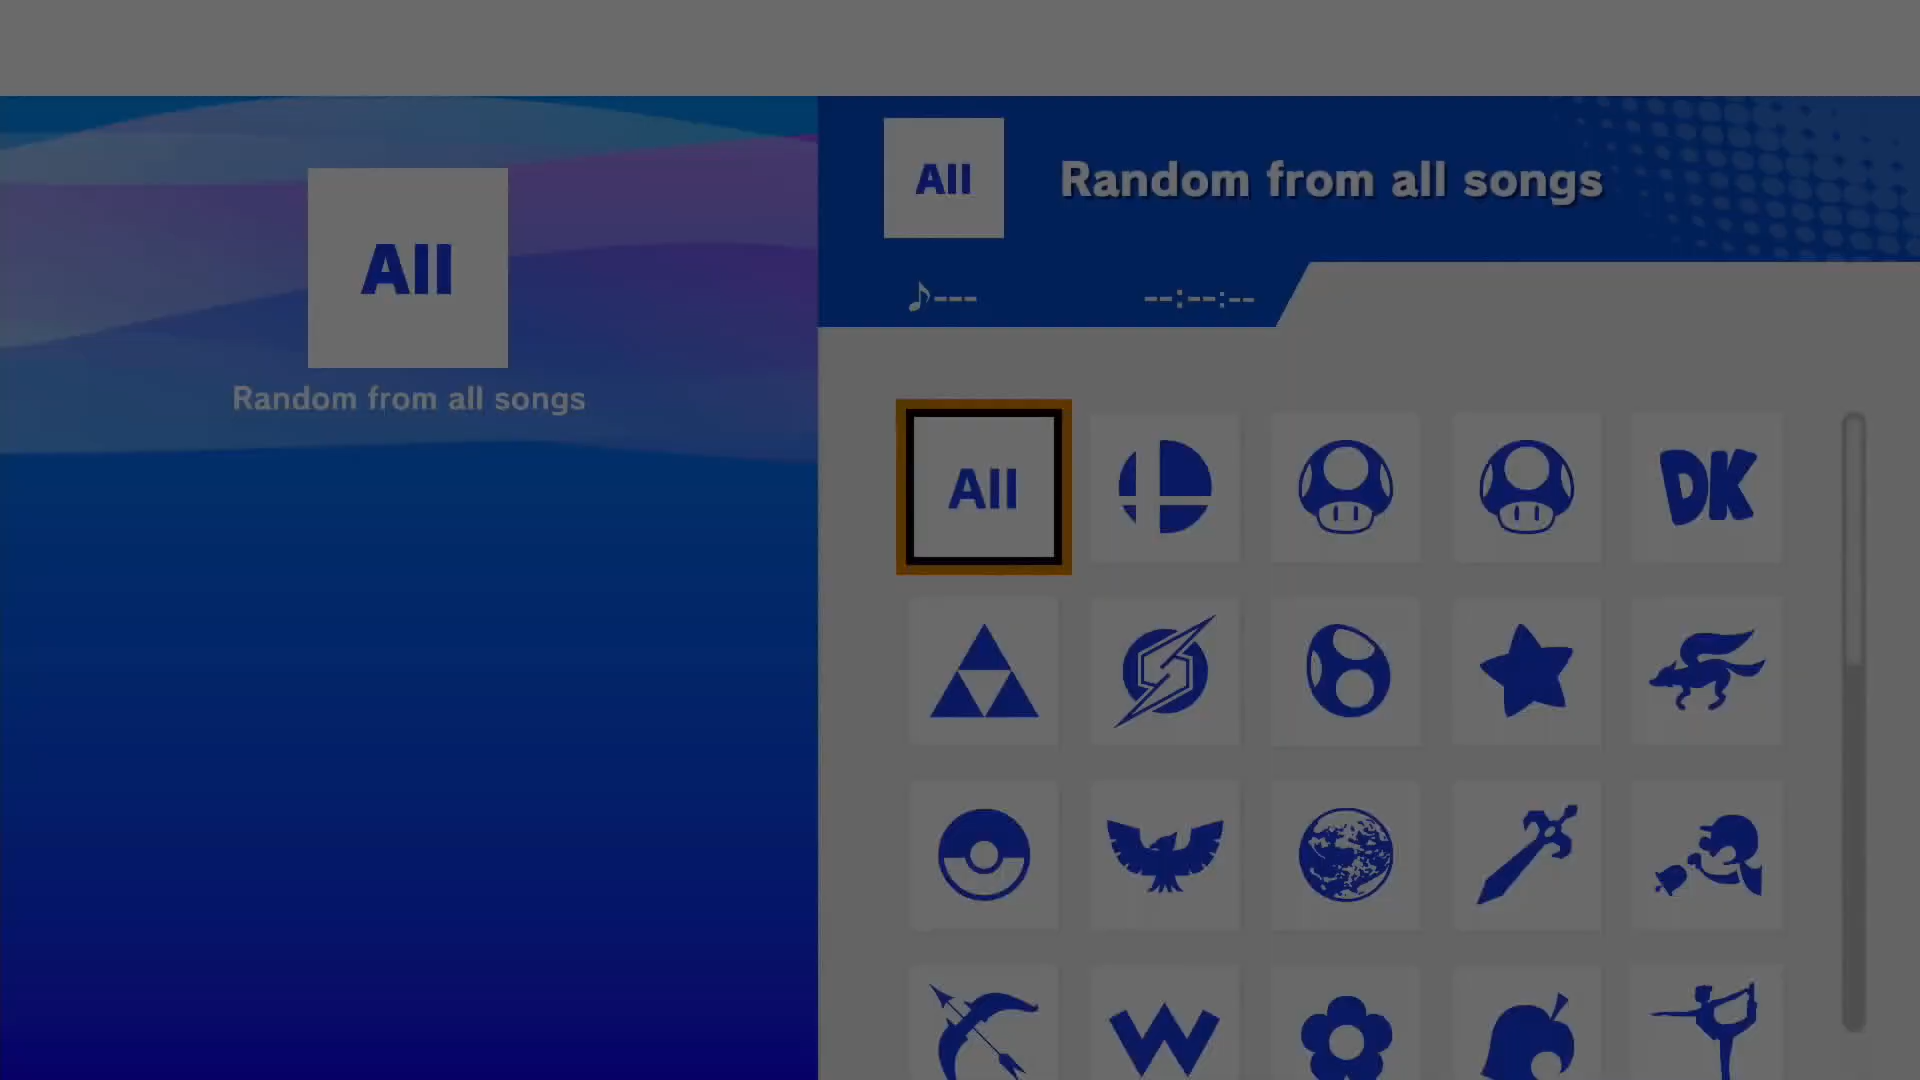 All
Random from all songs
All
Random from all songs
♪--- --:--:--
All
DK